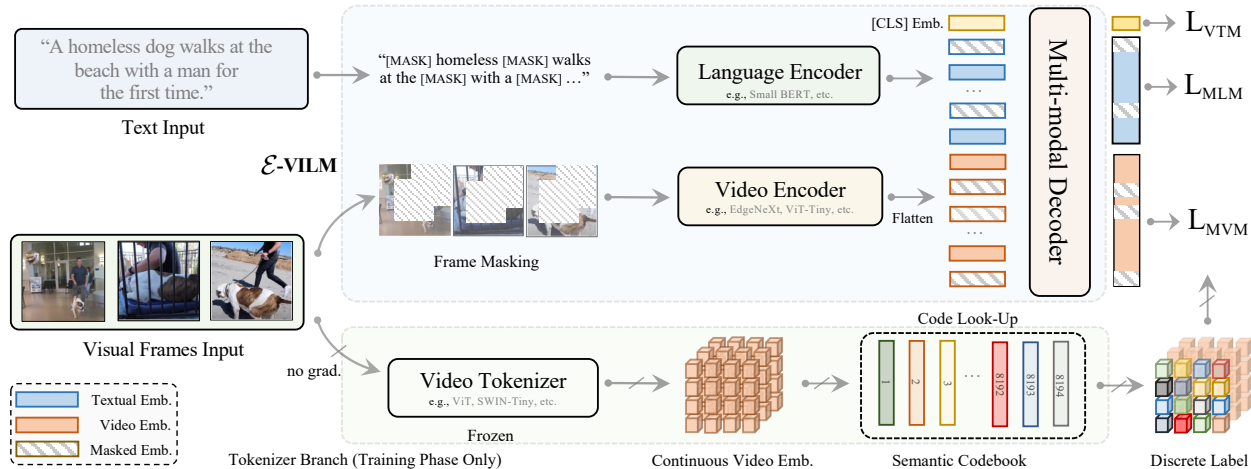 “A homeless dog walks at the
beach with a man for
the first time.”
Text Input
“[MASK] homeless [MASK] walks
at the [MASK] with a [MASK] …”
Language Encoder
e.g., Small BERT, etc.
[CLS] Emb.
...
...
Multi-modal Decoder
L_VTM
L_MLM
L_MVM
ℰ-VILM
Frame Masking
Video Encoder
e.g., EdgeNeXt, ViT-Tiny, etc.
Flatten
Visual Frames Input
no grad.
Video Tokenizer
e.g., ViT, SWIN-Tiny, etc.
Frozen
Tokenizer Branch (Training Phase Only)
Continuous Video Emb.
Code Look-Up
1
2
3
...
8192
8193
8194
Semantic Codebook
Discrete Label
Textual Emb.
Video Emb.
Masked Emb.